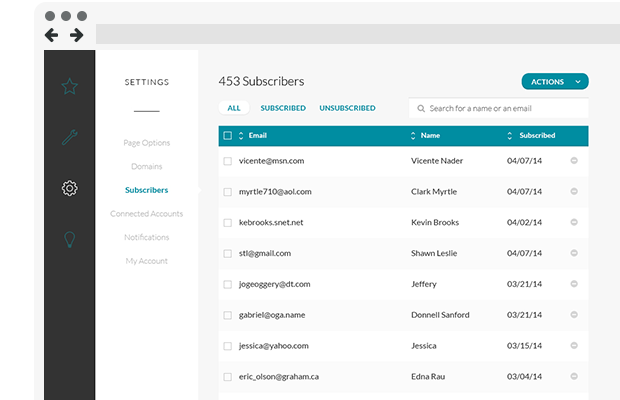 SETTINGS
Page Options
Domains
Subscribers
Connected Accounts
Notifications
My Account
453 Subscribers
ACTIONS
ALL SUBSCRIBED UNSUBSCRIBED
Search for a name or an email
Email Name Subscribed
vicente@msn.com Vicente Nader 04/07/14
myrtle710@aol.com Clark Myrtle 04/07/14
kebrooks.snet.net Kevin Brooks 04/02/14
stl@gmail.com Shawn Leslie 04/07/14
jogeoggery@dt.com Jeffery 03/21/14
gabriel@oga.name Donnell Sanford 03/21/14
jessica@yahoo.com Jessica 03/15/14
eric_olson@graham.ca Edna Rau 03/04/14